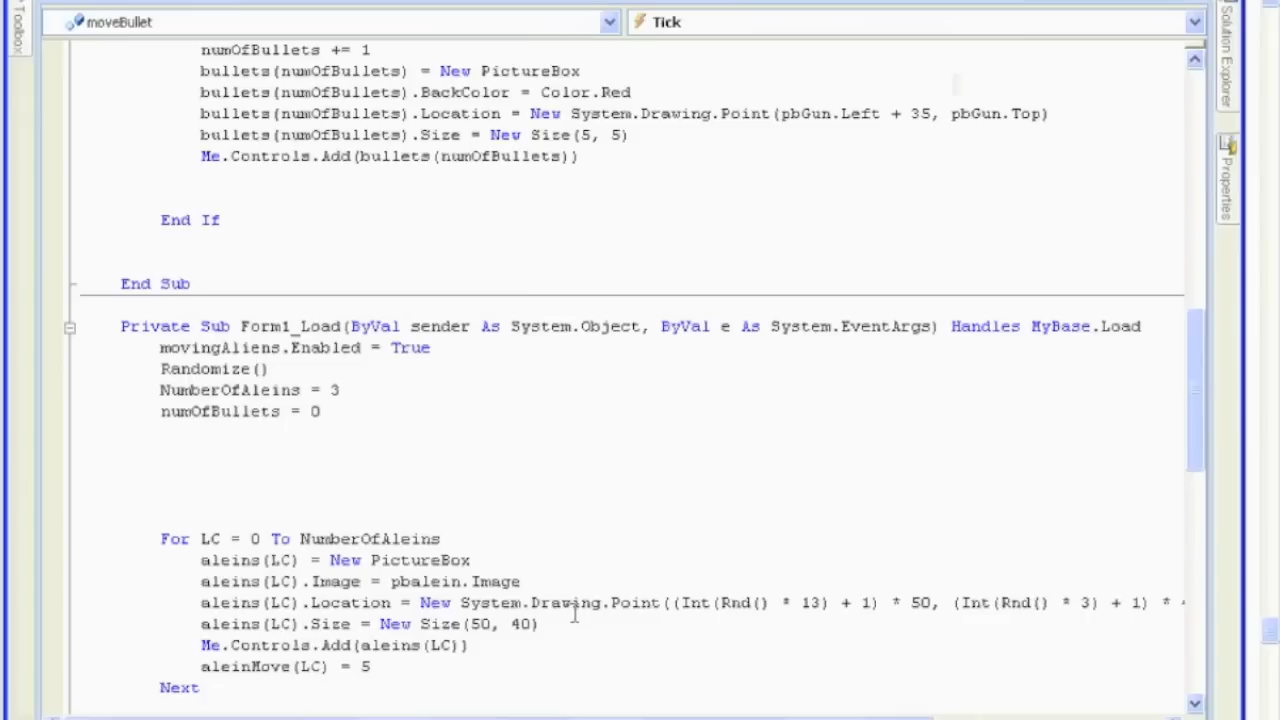 Toolbox
moveBullet
Tick
Solution Explorer
Properties
numOfBullets += 1
bullets(numOfBullets) = New PictureBox
bullets(numOfBullets).BackColor = Color.Red
bullets(numOfBullets).Location = New System.Drawing.Point(pbGun.Left + 35, pbGun.Top)
bullets(numOfBullets).Size = New Size(5, 5)
Me.Controls.Add(bullets(numOfBullets))
End If
End Sub
Private Sub Form1_Load(ByVal sender As System.Object, ByVal e As System.EventArgs) Handles MyBase.Load
movingAliens.Enabled = True
Randomize()
NumberOfAleins = 3
numOfBullets = 0
For LC = 0 To NumberOfAleins
aleins(LC) = New PictureBox
aleins(LC).Image = pbalein.Image
aleins(LC).Location = New System.Drawing.Point((Int(Rnd() * 13) + 1) * 50, (Int(Rnd() * 3) + 1) *
aleins(LC).Size = New Size(50, 40)
Me.Controls.Add(aleins(LC))
aleinMove(LC) = 5
Next